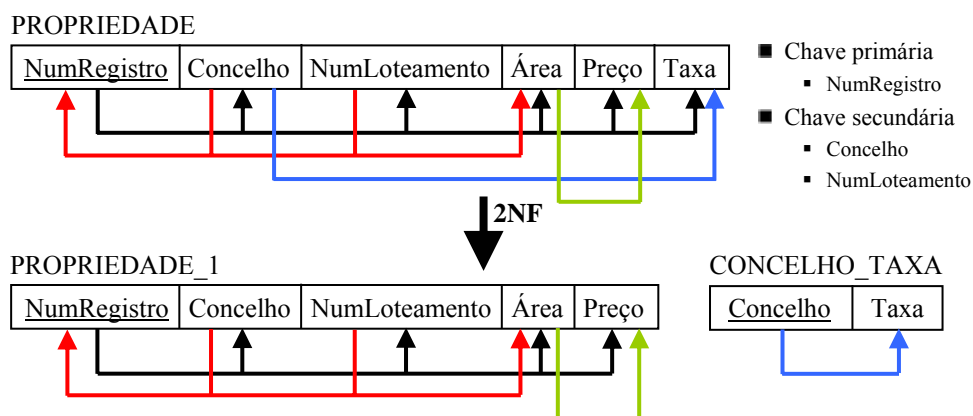 PROPRIEDADE
NumRegistro Concelho NumLoteamento Área Preço Taxa
Chave primária
NumRegistro
Chave secundária
Concelho
NumLoteamento
2NF
PROPRIEDADE_1
NumRegistro Concelho NumLoteamento Área Preço
CONCELHO_TAXA
Concelho Taxa